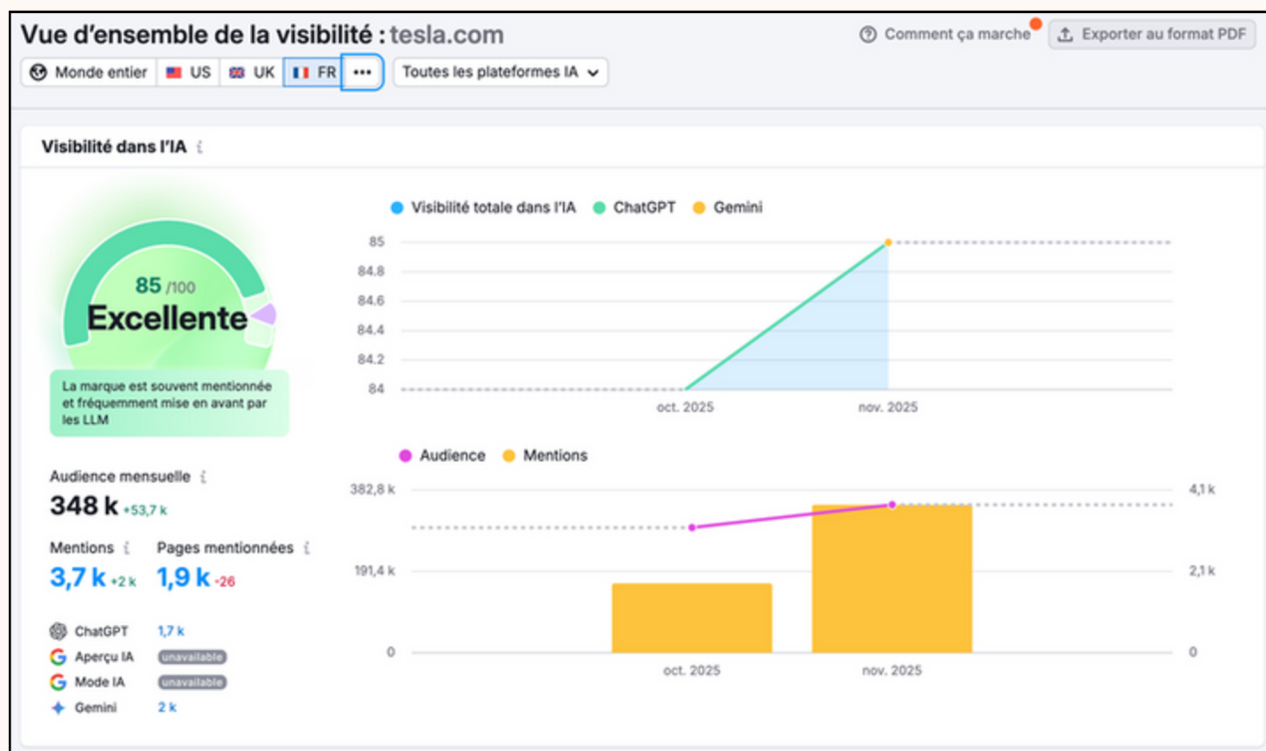 Vue d'ensemble de la visibilité : tesla.com
Comment ça marche
Exporter au format PDF
Monde entier
US
UK
FR
•••
Toutes les plateformes IA
Visibilité dans l'IA
85 /100
Excellente
La marque est souvent mentionnée
et fréquemment mise en avant par
les LLM
Visibilité totale dans l'IA
ChatGPT
Gemini
85
84.8
84.6
84.4
84.2
84
oct. 2025
nov. 2025
Audience mensuelle
348 k +53,7 k
Mentions
Pages mentionnées
3,7 k +2 k
1,9 k -26
ChatGPT 1,7 k
Aperçu IA unavailable
Mode IA unavailable
Gemini 2 k
Audience
Mentions
382,8 k
191,4 k
0
4,1 k
2,1 k
0
oct. 2025
nov. 2025